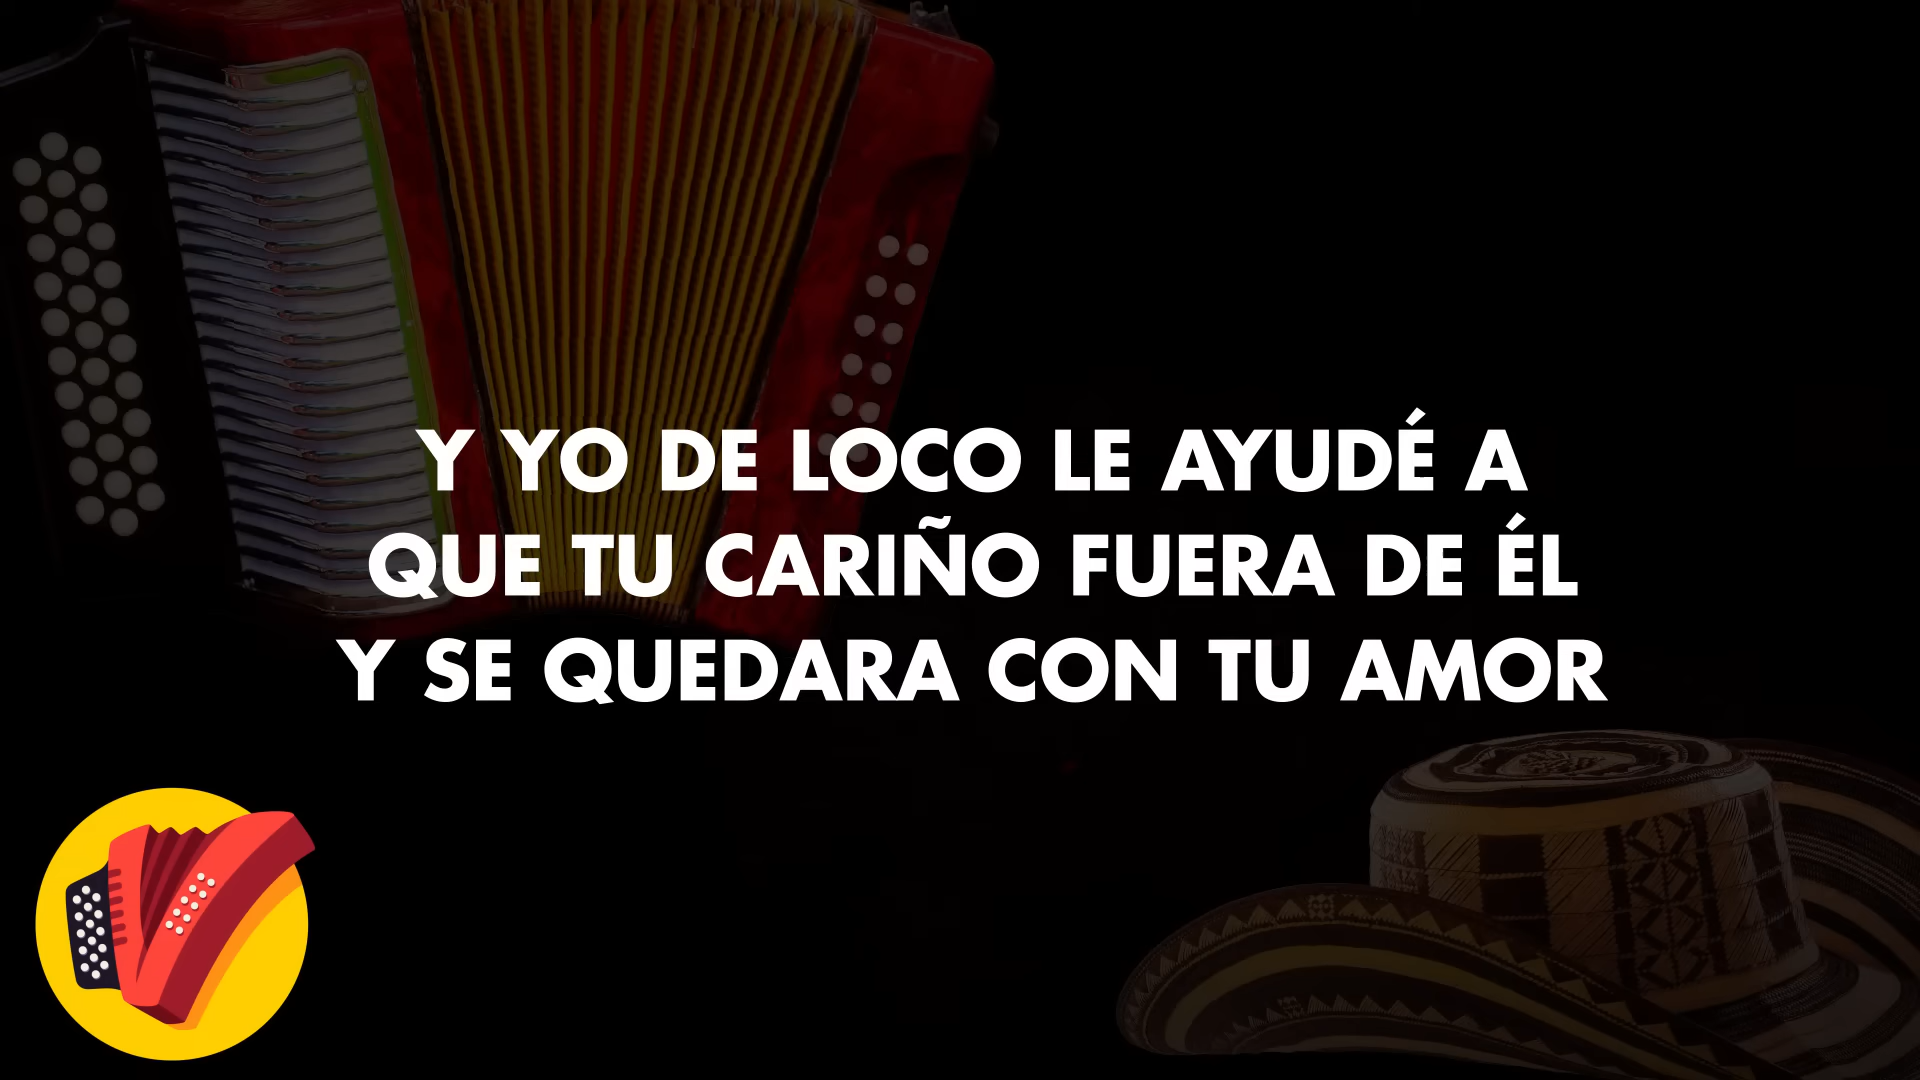 Y YO DE LOCO LE AYUDÉ A
QUE TU CARIÑO FUERA DE ÉL
Y SE QUEDARA CON TU AMOR